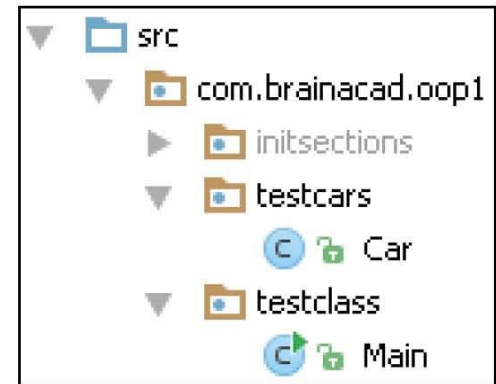 src
com.brainacad.oop1
initsections
testcars
C Car
testclass
C Main